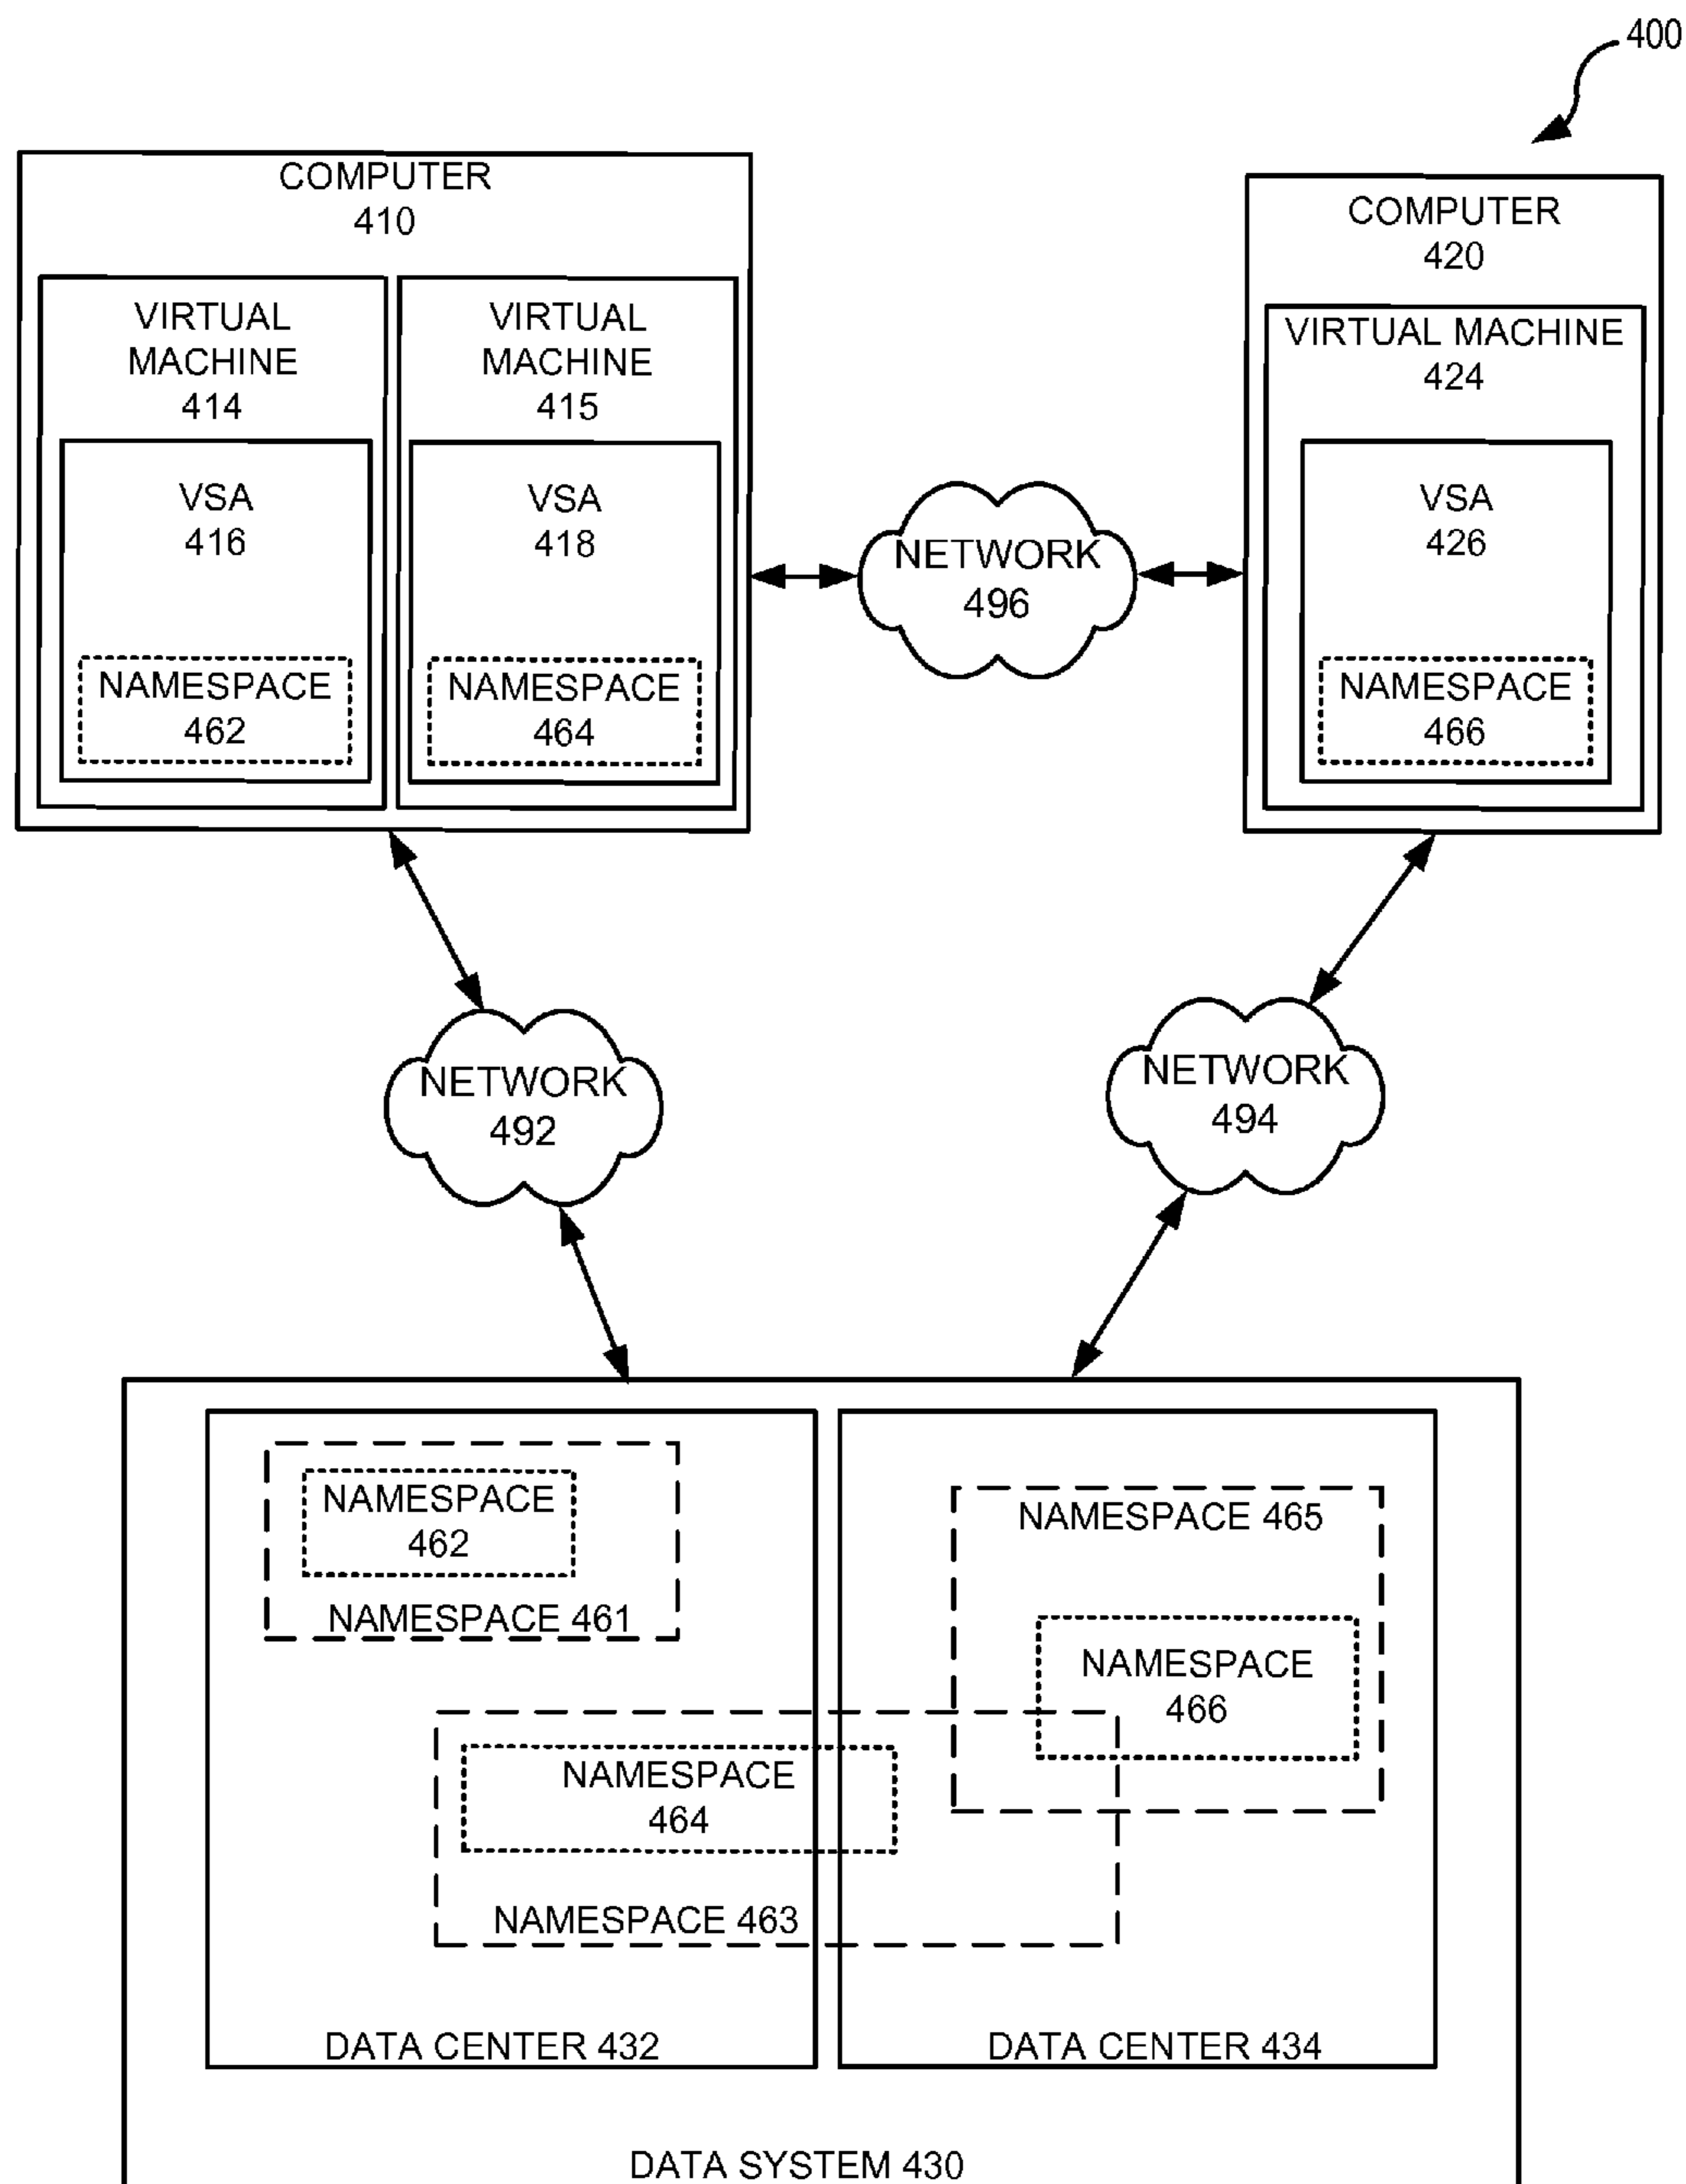 400
COMPUTER
410
VIRTUAL
MACHINE
414
VSA
416
NAMESPACE
462
VIRTUAL
MACHINE
415
VSA
418
NAMESPACE
464
NETWORK
496
COMPUTER
420
VIRTUAL MACHINE
424
VSA
426
NAMESPACE
466
NETWORK
492
NETWORK
494
NAMESPACE
462
NAMESPACE 461
NAMESPACE 465
NAMESPACE
466
NAMESPACE
464
NAMESPACE 463
DATA CENTER 432
DATA CENTER 434
DATA SYSTEM 430